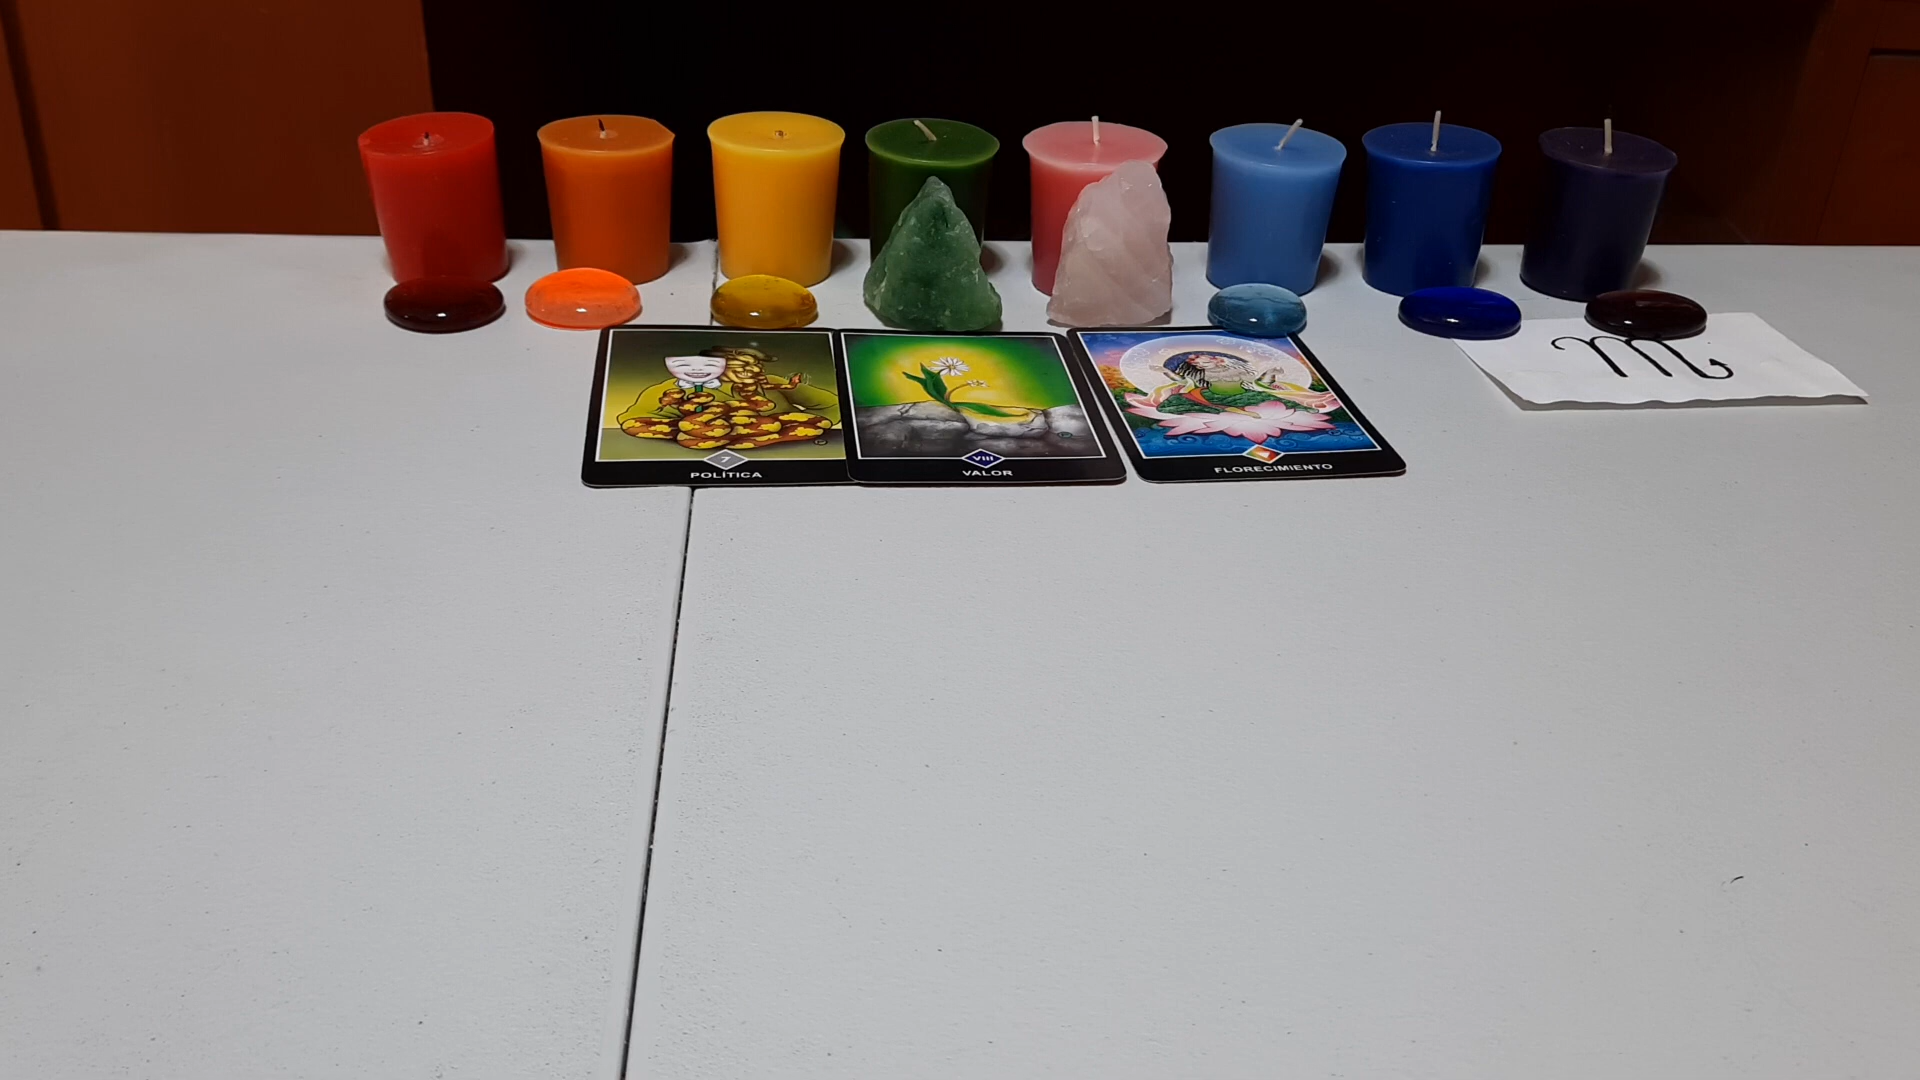 7
POLÍTICA
VIII
VALOR
FLORECIMIENTO
♏